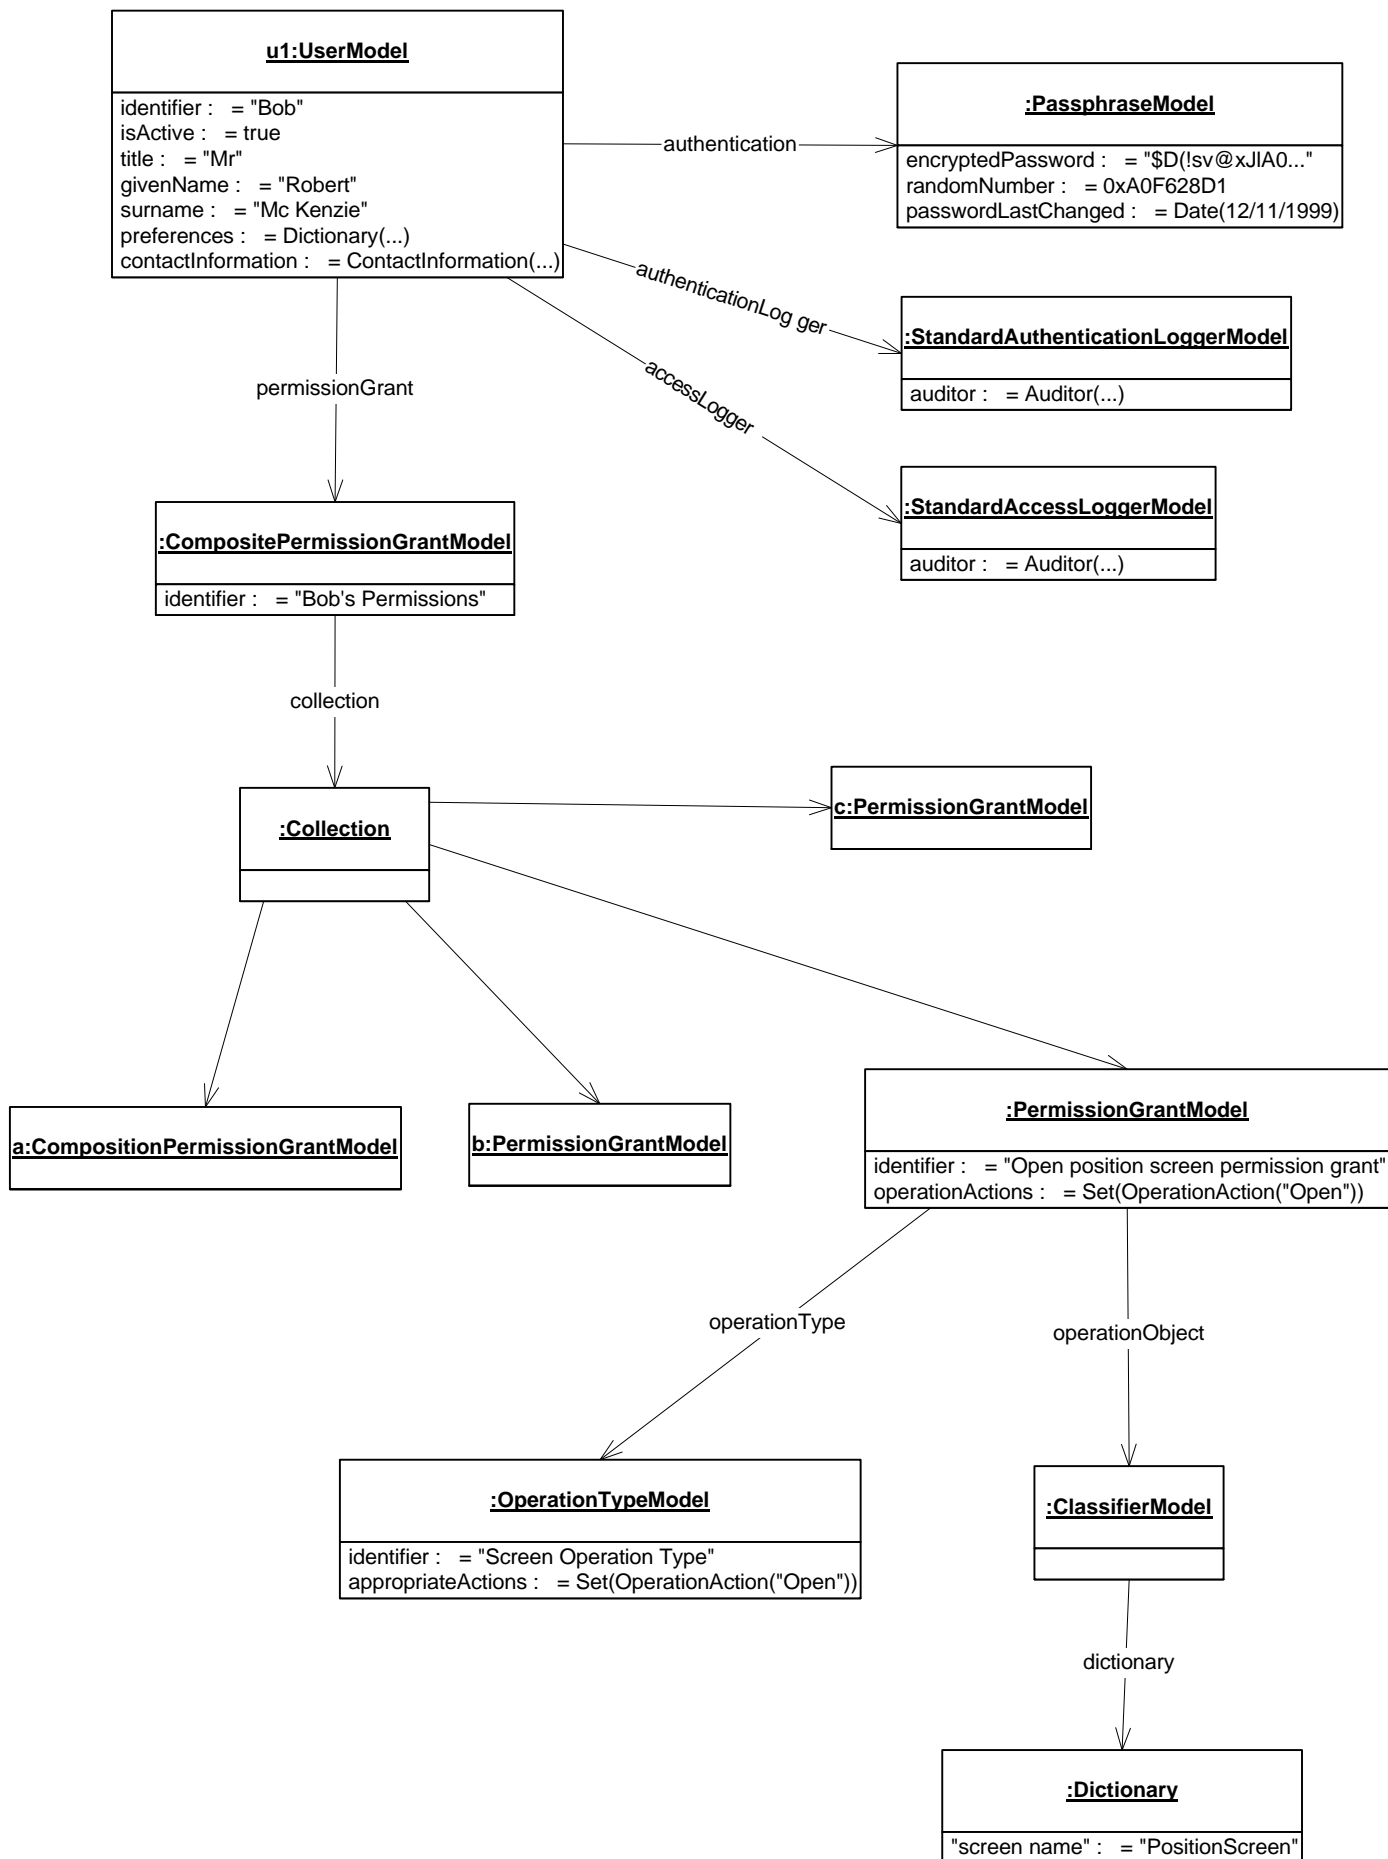 u1:UserModel
identifier :   = "Bob"
isActive :   = true
title :   = "Mr"
givenName :   = "Robert"
surname :   = "Mc Kenzie"
preferences :   = Dictionary(...)
contactInformation :   = ContactInformation(...)
authentication
:PassphraseModel
encryptedPassword :   = "$D(!sv@xJIA0..."
randomNumber :   = 0xA0F628D1
passwordLastChanged :   = Date(12/11/1999)
authenticationLog ger
:StandardAuthenticationLoggerModel
auditor :   = Auditor(...)
accessLogger
:StandardAccessLoggerModel
auditor :   = Auditor(...)
permissionGrant
:CompositePermissionGrantModel
identifier :   = "Bob's Permissions"
collection
:Collection
c:PermissionGrantModel
a:CompositionPermissionGrantModel
b:PermissionGrantModel
:PermissionGrantModel
identifier :   = "Open position screen permission grant"
operationActions :   = Set(OperationAction("Open"))
operationType
operationObject
:OperationTypeModel
identifier :   = "Screen Operation Type"
appropriateActions :   = Set(OperationAction("Open"))
:ClassifierModel
dictionary
:Dictionary
"screen name" :   = "PositionScreen"